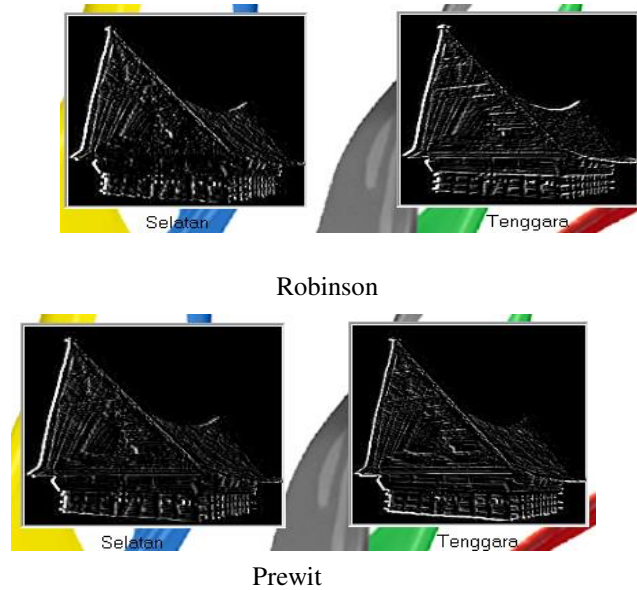 Selatan
Tenggara
Robinson
Selatan
Tenggara
Prewit